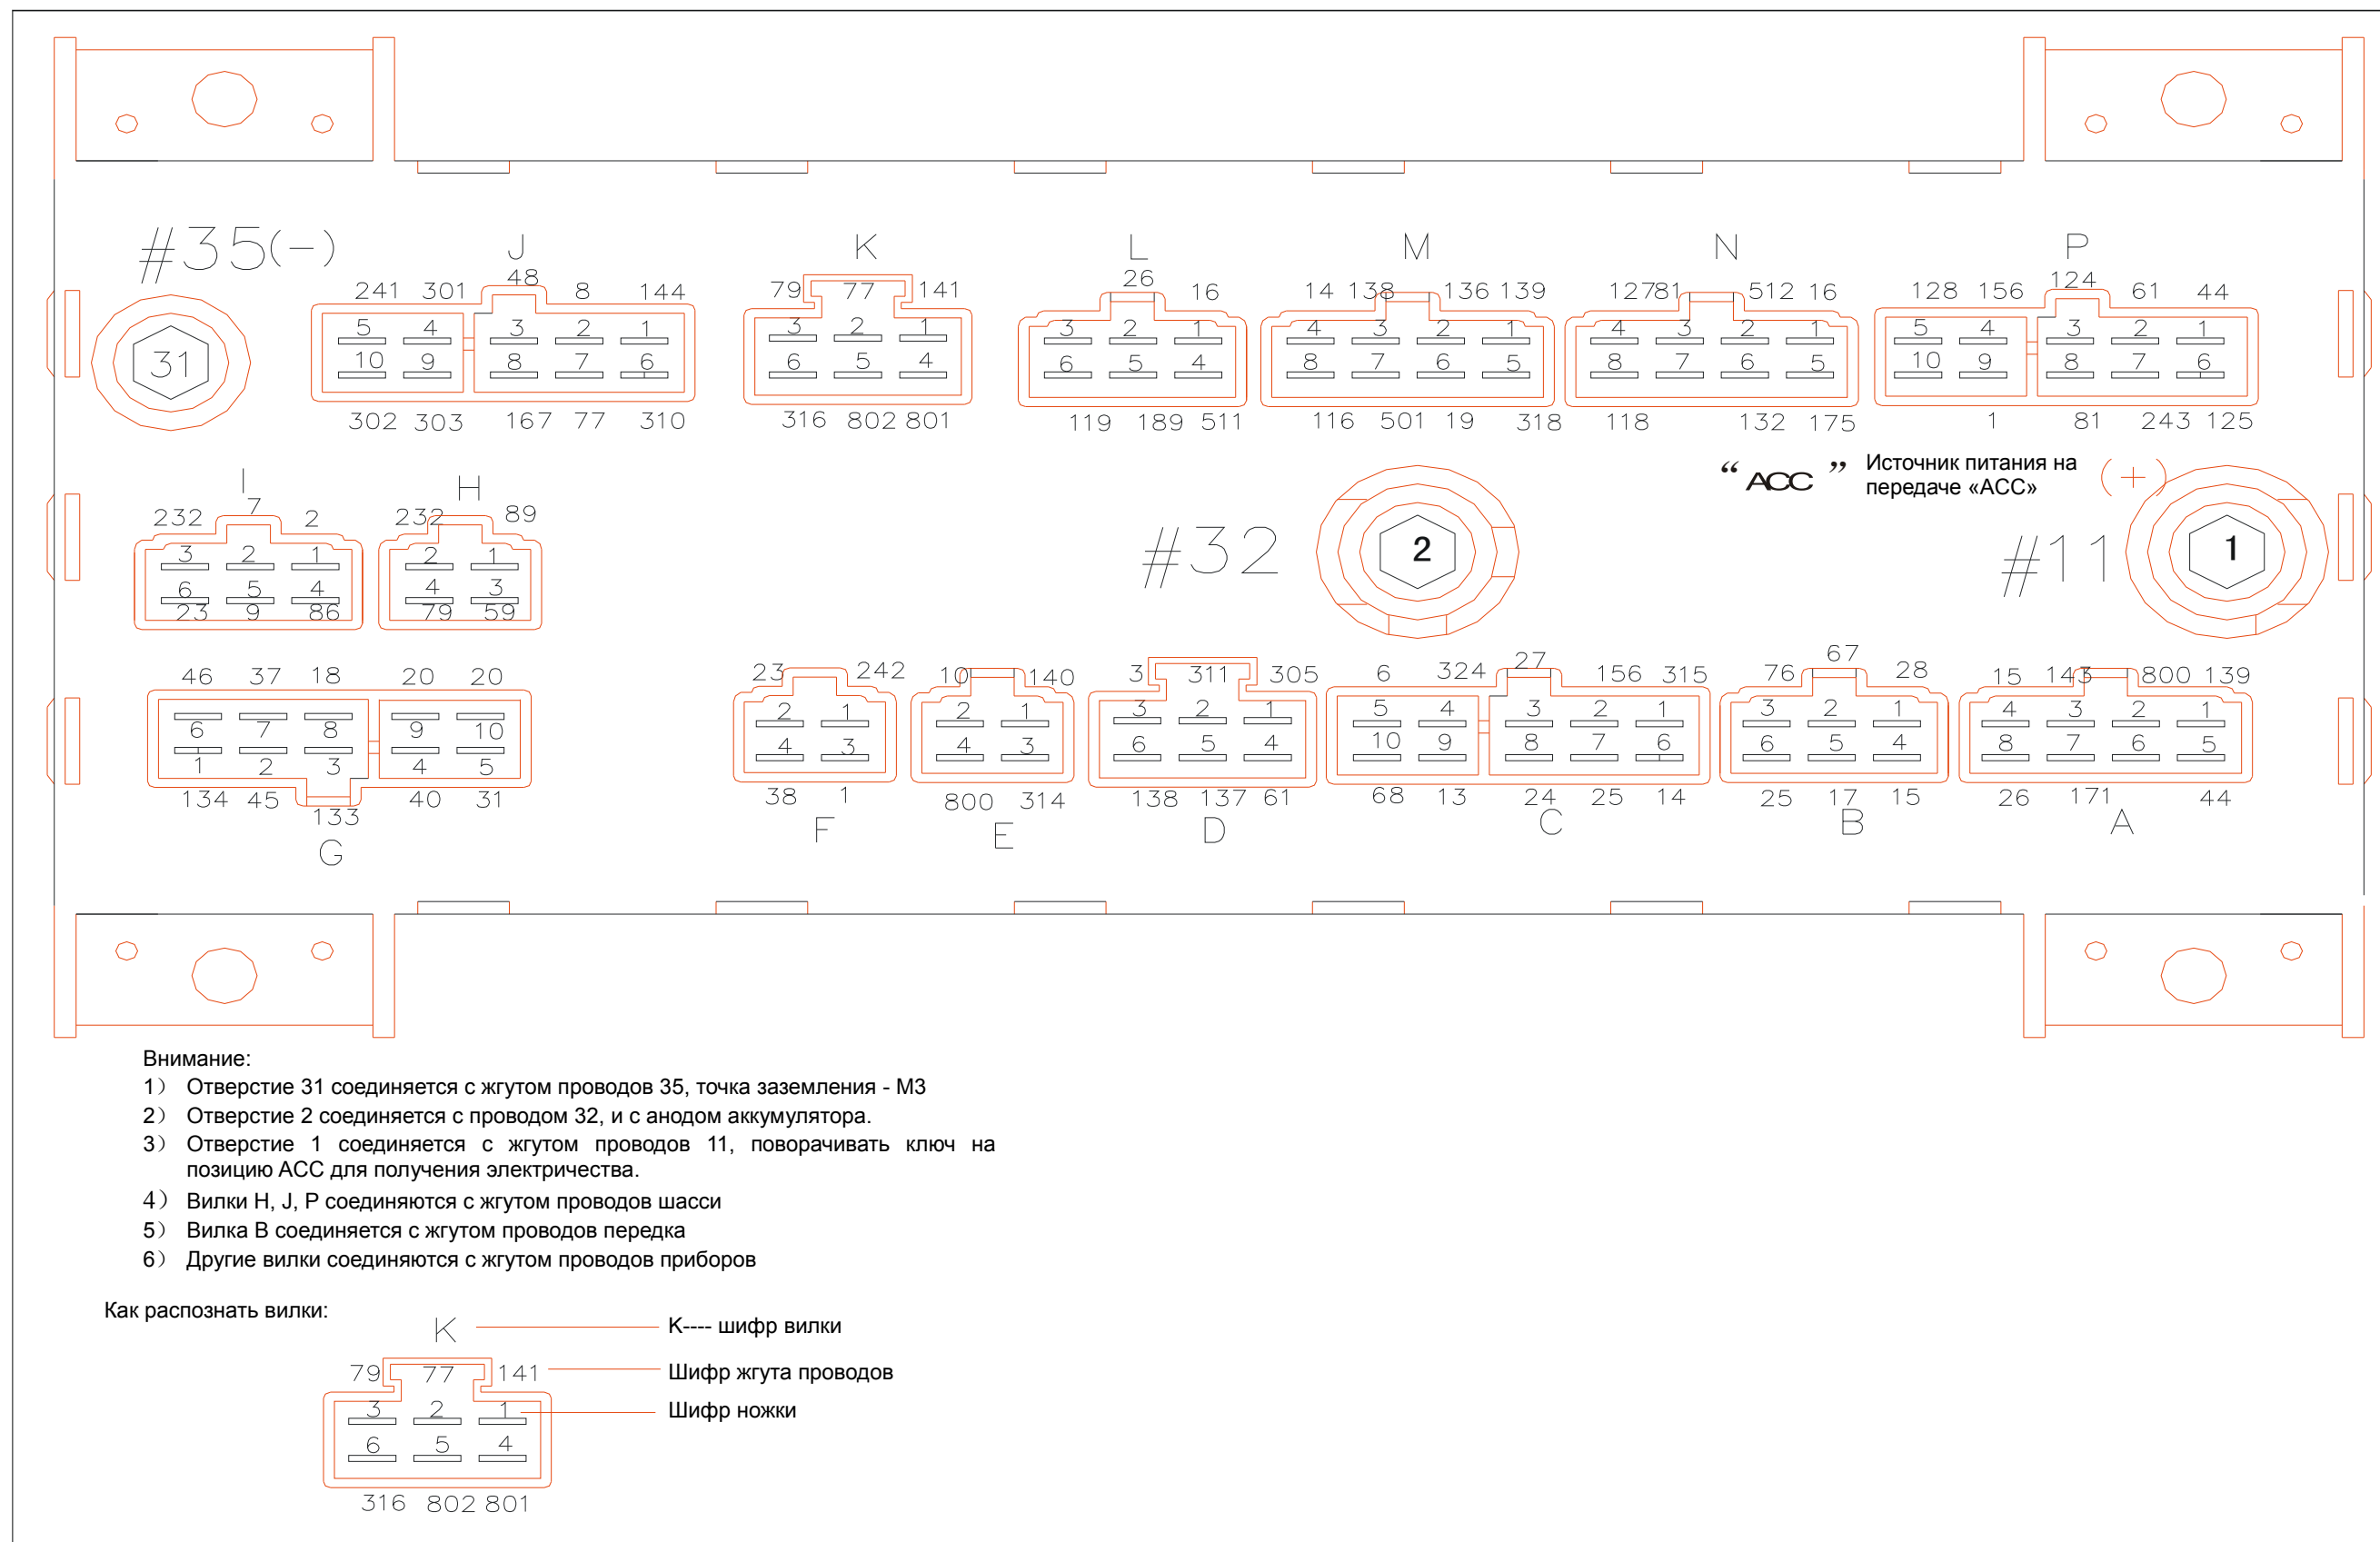 #35(-)
J K L M N P
48 26 124
241 301 8 144 79 77 141 16 14 138 136 139 127 81 512 16 128 156 61 44
5 4 3 2 1 3 2 1 3 2 1 4 3 2 1 4 3 2 1 5 4 3 2 1
31
10 9 8 7 6 6 5 4 6 5 4 8 7 6 5 8 7 6 5 10 9 8 7 6
302 303 167 77 310 316 802 801 119 189 511 116 501 19 318 118 132 175 1 81 243 125
“ ACC ” Источник питания на
передаче «АСС»
(+)
I H
7
232 2 232 89
#32 2 #11 1
3 2 1 2 1
6 5 4 4 3
23 9 86 79 59
46 37 18 20 20 23 242 10 140 3 311 305 6 324 27 156 315 76 67 28 15 143 800 139
6 7 8 9 10 2 1 2 1 3 2 1 5 4 3 2 1 3 2 1 4 3 2 1
1 2 3 4 5 4 3 4 3 6 5 4 10 9 8 7 6 6 5 4 8 7 6 5
134 45 133 40 31 38 1 800 314 138 137 61 68 13 24 25 14 25 17 15 26 171 44
G F E D C B A
Внимание:
1） Отверстие 31 соединяется с жгутом проводов 35, точка заземления - М3
2） Отверстие 2 соединяется с проводом 32, и с анодом аккумулятора.
3） Отверстие 1 соединяется с жгутом проводов 11, поворачивать ключ на
позицию АСС для получения электричества.
4） Вилки H, J, P соединяются с жгутом проводов шасси
5） Вилка В соединяется с жгутом проводов передка
6） Другие вилки соединяются с жгутом проводов приборов
Как распознать вилки:
K K---- шифр вилки
79 77 141 Шифр жгута проводов
3 2 1 Шифр ножки
6 5 4
316 802 801